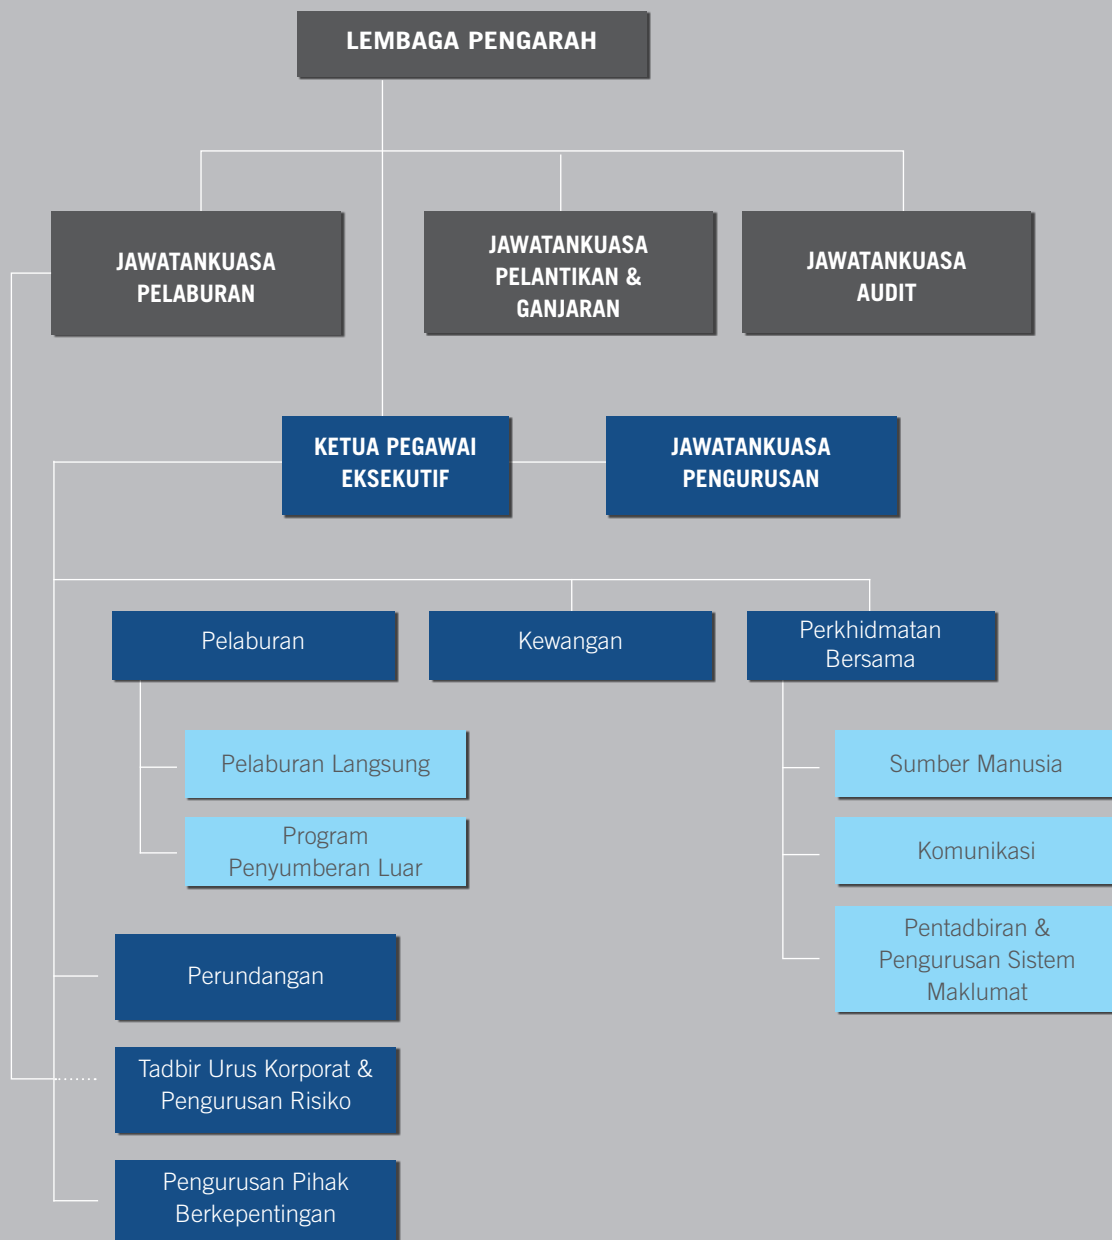 LEMBAGA PENGARAH
JAWATANKUASA
PELABURAN
JAWATANKUASA
PELANTIKAN &
GANJARAN
JAWATANKUASA
AUDIT
KETUA PEGAWAI
EKSEKUTIF
JAWATANKUASA
PENGURUSAN
Pelaburan
Kewangan
Perkhidmatan
Bersama
Pelaburan Langsung
Program
Penyumberan Luar
Sumber Manusia
Komunikasi
Pentadbiran &
Pengurusan Sistem
Maklumat
Perundangan
Tadbir Urus Korporat &
Pengurusan Risiko
Pengurusan Pihak
Berkepentingan